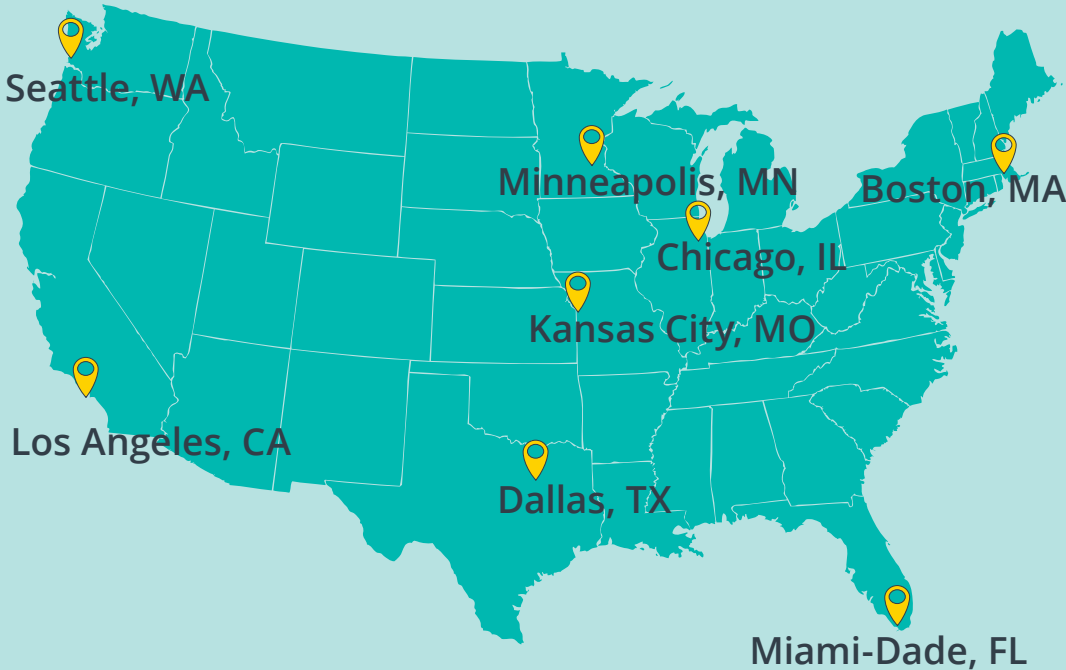 Seattle, WA
Minneapolis, MN
Boston, MA
Chicago, IL
Kansas City, MO
Los Angeles, CA
Dallas, TX
Miami-Dade, FL